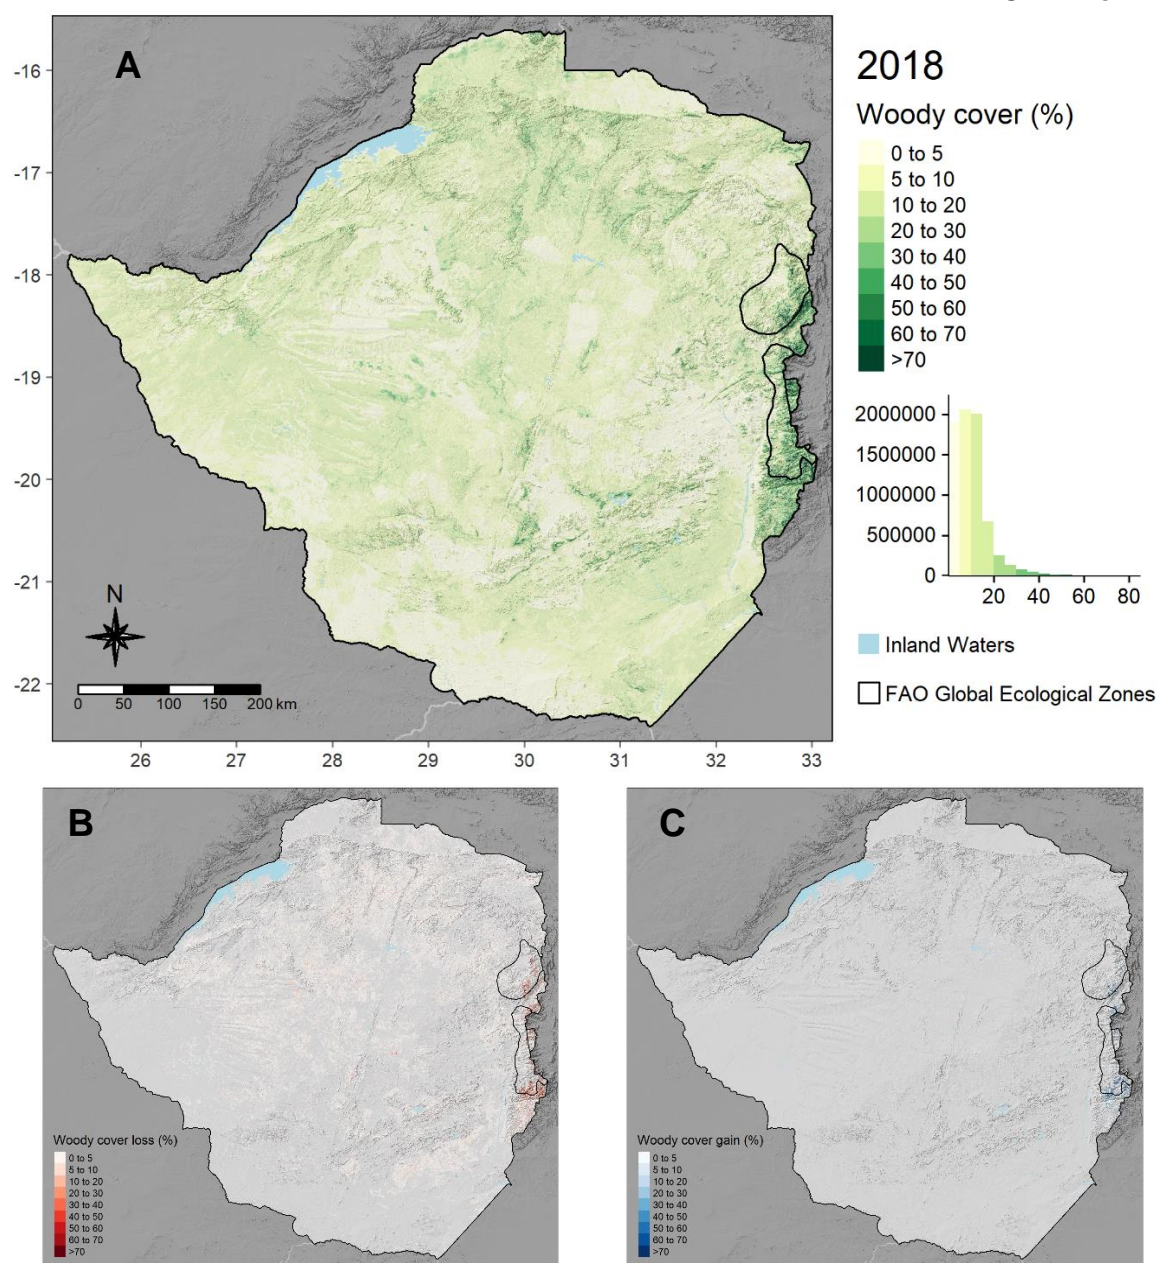 A
2018
Woody cover (%)
0 to 5
5 to 10
10 to 20
20 to 30
30 to 40
40 to 50
50 to 60
60 to 70
>70
2000000
1500000
1000000
500000
0
20 40 60 80
Inland Waters
FAO Global Ecological Zones
-16
-17
-18
-19
-20
-21
-22
N
0 50 100 150 200 km
26 27 28 29 30 31 32 33
B
Woody cover loss (%)
0 to 5
5 to 10
10 to 20
20 to 30
30 to 40
40 to 50
50 to 60
60 to 70
>70
C
Woody cover gain (%)
0 to 5
5 to 10
10 to 20
20 to 30
30 to 40
40 to 50
50 to 60
60 to 70
>70